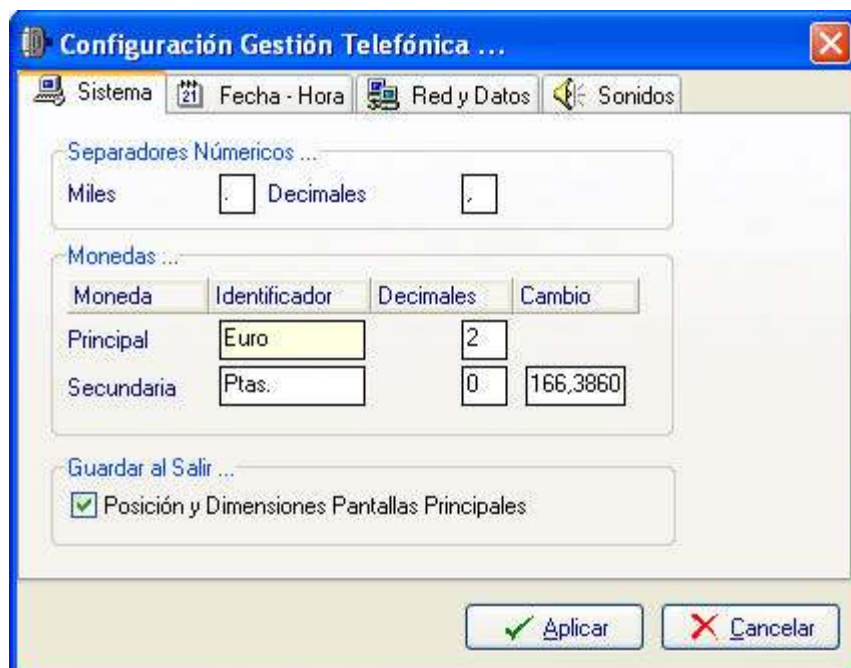 Configuración Gestión Telefónica ...
Sistema 21 Fecha - Hora Red y Datos Sonidos
Separadores Númericos ...
Miles . Decimales ,
Monedas ...
Moneda Identificador Decimales Cambio
Principal Euro 2
Secundaria Ptas. 0 166,3860
Guardar al Salir ...
Posición y Dimensiones Pantallas Principales
Aplicar Cancelar